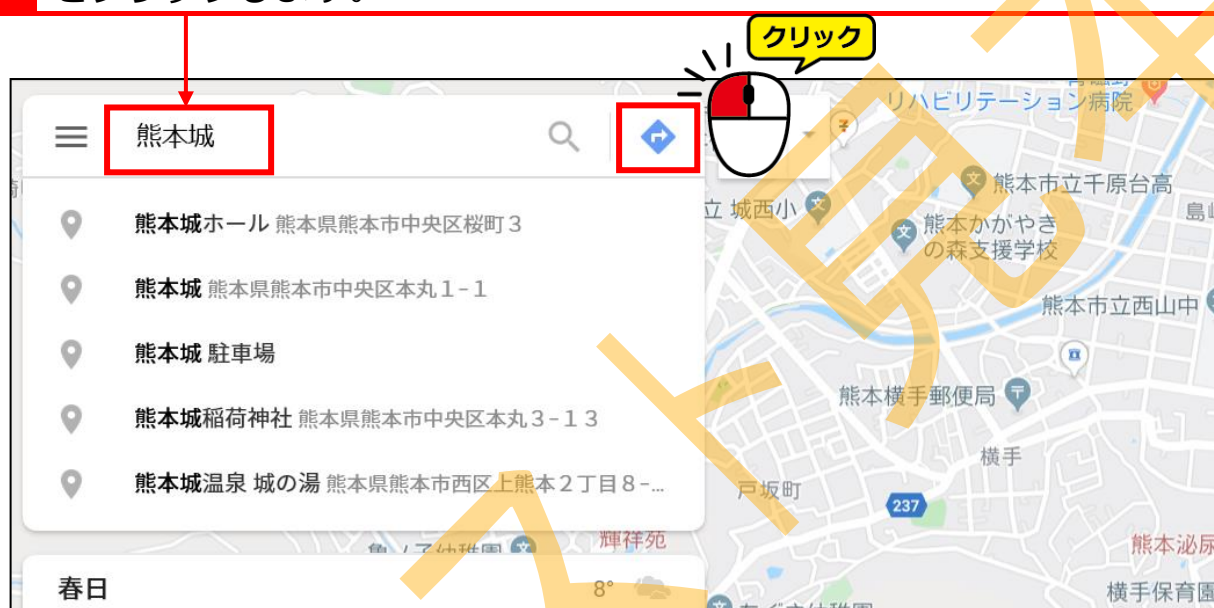 をクリックします。
クリック
熊本城
リハビリテーション病院
熊本市立千原台高
立 城西小
熊本かがやき
の森支援学校
熊本城ホール 熊本県熊本市中央区桜町3
熊本城 熊本県熊本市中央区本丸1-1
熊本市立西山中
熊本城 駐車場
熊本横手郵便局
熊本城稲荷神社 熊本県熊本市中央区本丸3-13
横手
熊本城温泉 城の湯 熊本県熊本市西区上熊本2丁目8-...
戸坂町
237
輝祥苑
熊本泌尿
春日
8°
横手保育園